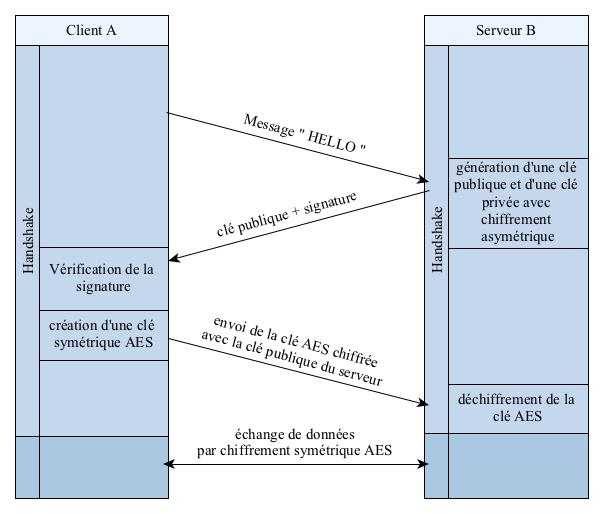 Client A
Serveur B
Handshake
Handshake
Message " HELLO "
génération d'une clé
publique et d'une clé
privée avec
chiffrement
asymétrique
clé publique + signature
Vérification de la
signature
création d'une clé
symétrique AES
envoi de la clé AES chiffrée
avec la clé publique du serveur
déchiffrement de la
clé AES
échange de données
par chiffrement symétrique AES